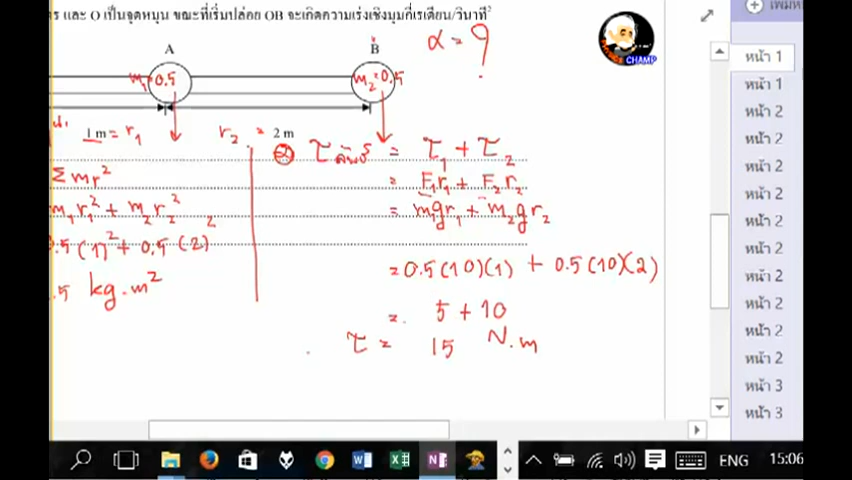 ตร และ O เป็นจุดหมุน ขณะที่เริ่มปล่อย OB จะเกิดความเร่งเชิงมุมกี่เรเดียน/วินาที²
α = ?
A
B
m₁=0.5
m₂=0.5
1 m = r₁
r₂ = 2 m
Σmr²
m₁r₁² + m₂r₂²
0.5(1)² + 0.5(2)²
.5 kg.m²
② τลัพธ์ = τ₁ + τ₂
= F₁r₁ + F₂r₂
= m₁gr₁ + m₂gr₂
= 0.5(10)(1) + 0.5(10)(2)
= 5 + 10
τ = 15 N.m
CHAMP
หน้า 1
หน้า 1
หน้า 2
หน้า 2
หน้า 2
หน้า 2
หน้า 2
หน้า 2
หน้า 2
หน้า 2
หน้า 2
หน้า 2
หน้า 3
หน้า 3
ENG
15:06